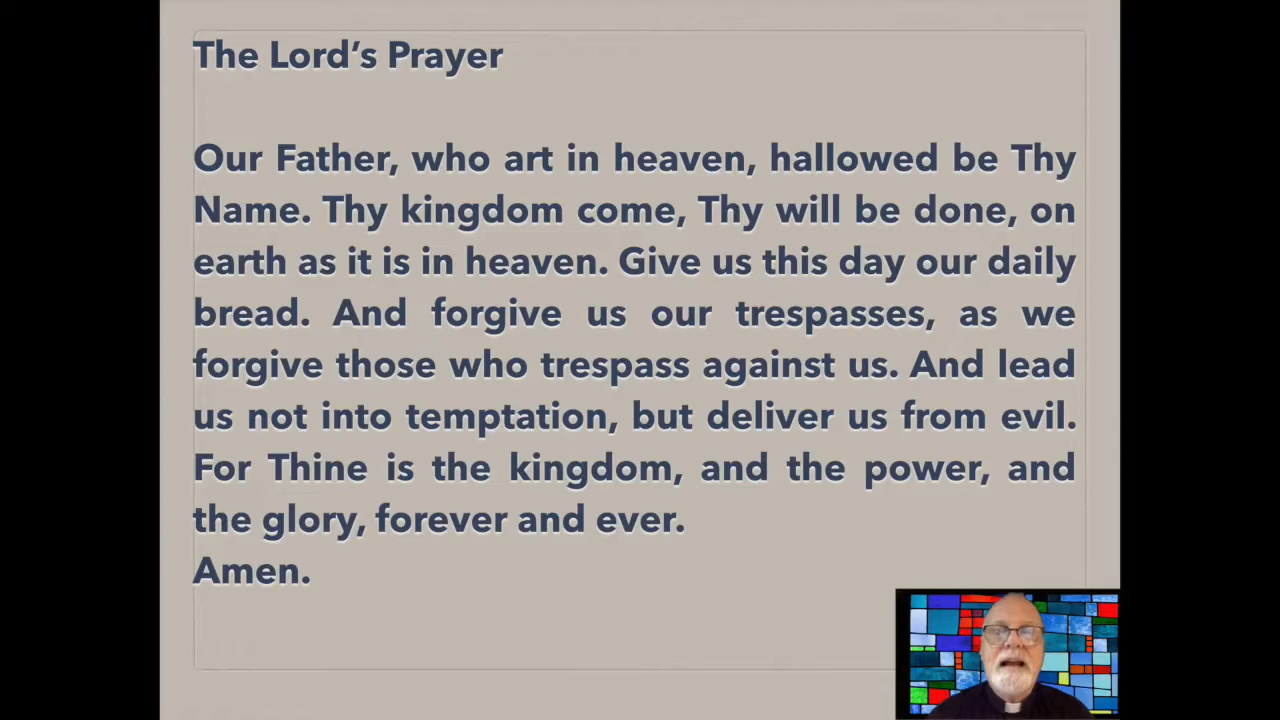 The Lord’s Prayer
Our Father, who art in heaven, hallowed be Thy
Name. Thy kingdom come, Thy will be done, on
earth as it is in heaven. Give us this day our daily
bread. And forgive us our trespasses, as we
forgive those who trespass against us. And lead
us not into temptation, but deliver us from evil.
For Thine is the kingdom, and the power, and
the glory, forever and ever.
Amen.